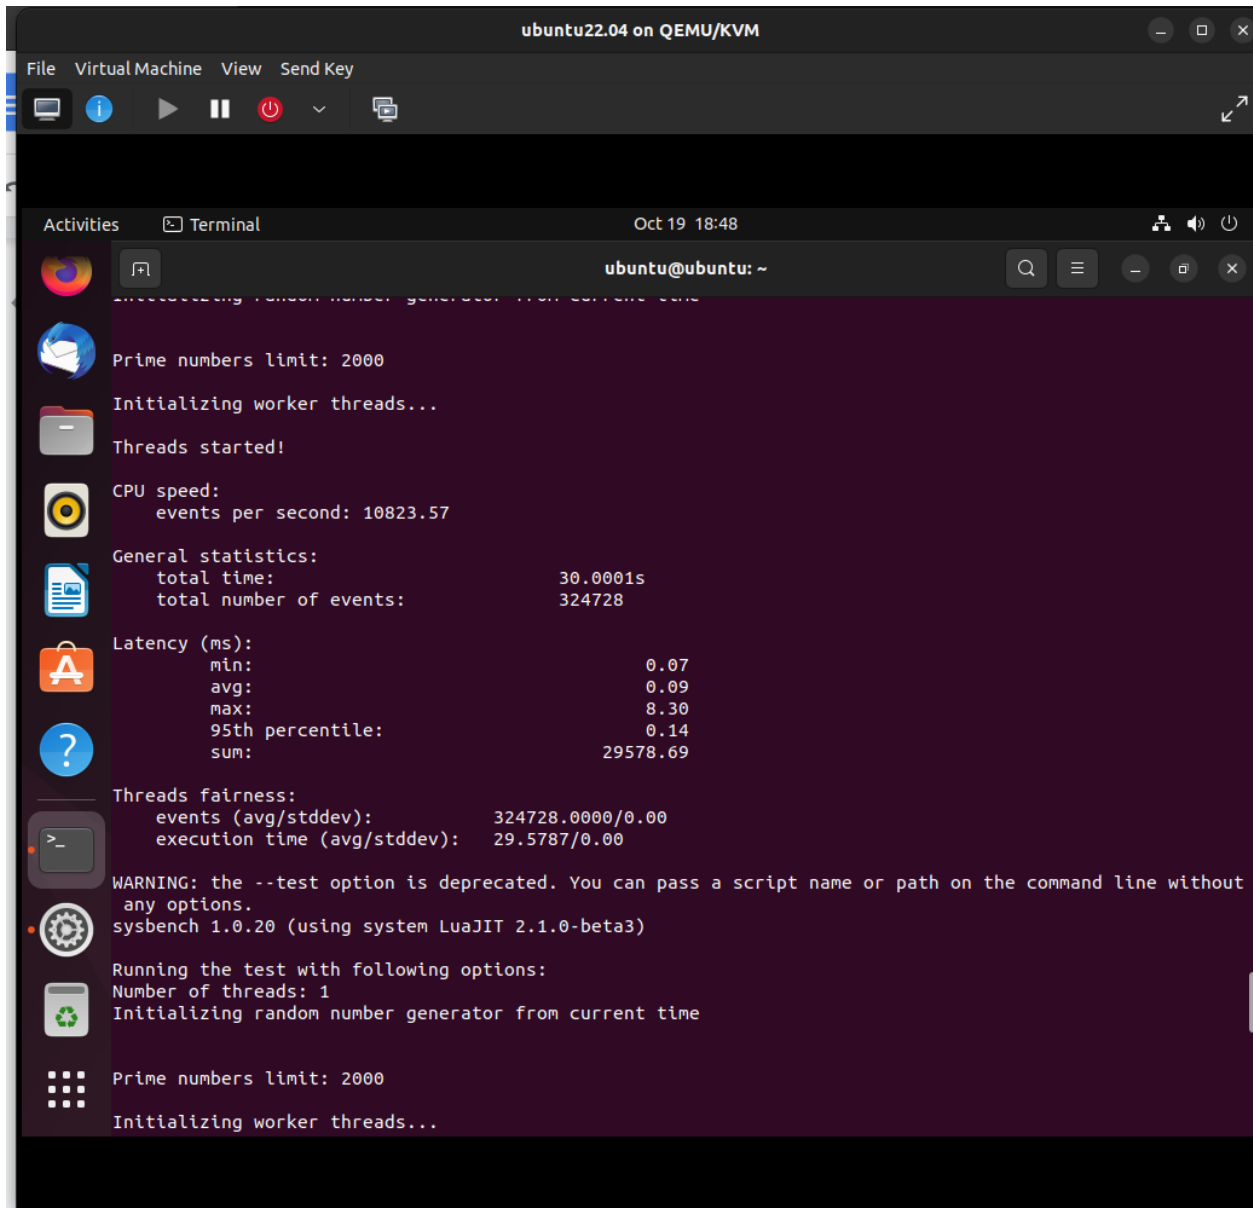 ubuntu22.04 on QEMU/KVM
File Virtual Machine View Send Key
Activities Terminal Oct 19 18:48
ubuntu@ubuntu: ~
Initializing random number generator from current time
Prime numbers limit: 2000
Initializing worker threads...
Threads started!
CPU speed:
events per second: 10823.57
General statistics:
total time: 30.0001s
total number of events: 324728
Latency (ms):
min: 0.07
avg: 0.09
max: 8.30
95th percentile: 0.14
sum: 29578.69
Threads fairness:
events (avg/stddev): 324728.0000/0.00
execution time (avg/stddev): 29.5787/0.00
WARNING: the --test option is deprecated. You can pass a script name or path on the command line without
any options.
sysbench 1.0.20 (using system LuaJIT 2.1.0-beta3)
Running the test with following options:
Number of threads: 1
Initializing random number generator from current time
Prime numbers limit: 2000
Initializing worker threads...